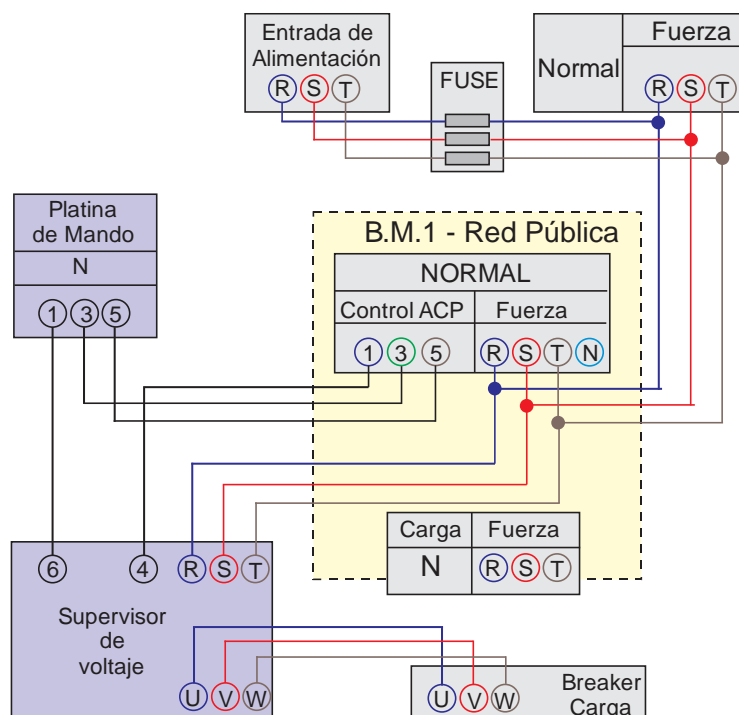 Entrada de
Alimentación
R S T
FUSE
Normal
Fuerza
R S T
Platina
de Mando
N
1 3 5
B.M.1 - Red Pública
NORMAL
Control ACP
Fuerza
1 3 5
R S T N
Carga
Fuerza
N
R S T
6
4
R S T
Supervisor
de
voltaje
U V W
U V W
Breaker
Carga